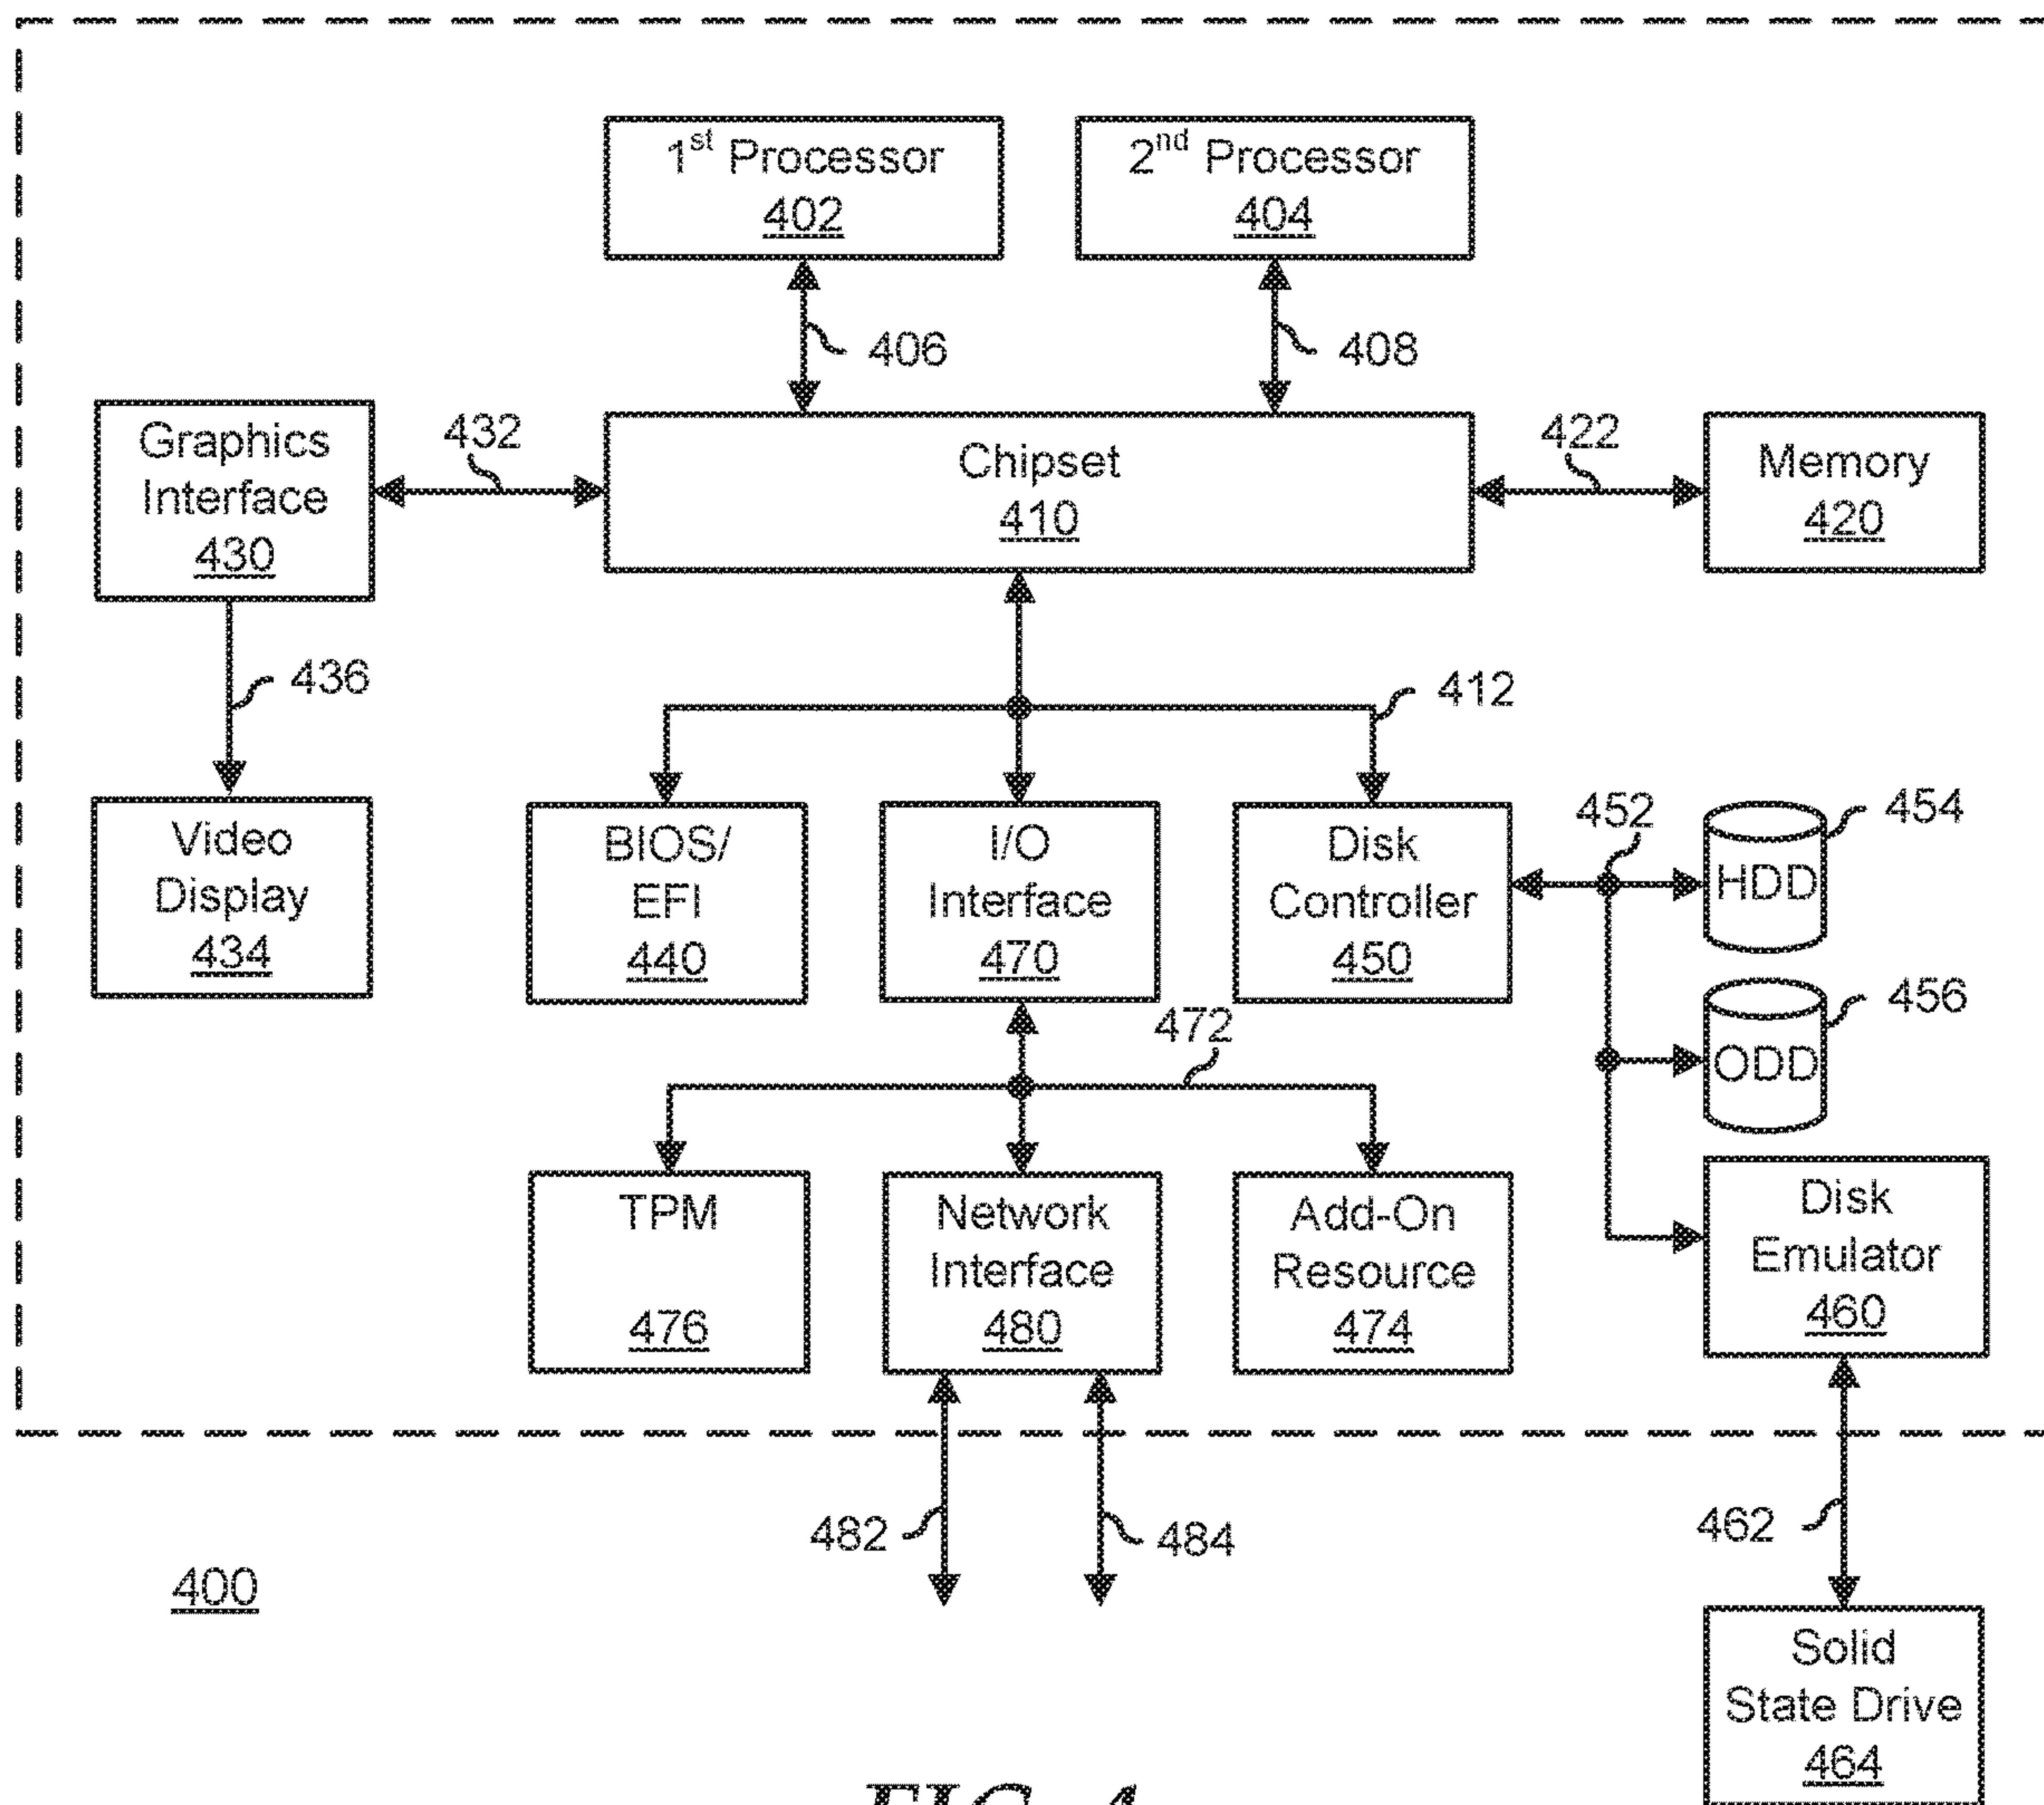 1st Processor
402
2nd Processor
404
406
408
Graphics
Interface
430
432
Chipset
410
422
Memory
420
436
412
Video
Display
434
BIOS/
EFI
440
I/O
Interface
470
Disk
Controller
450
452
HDD
454
ODD
456
472
TPM
476
Network
Interface
480
Add-On
Resource
474
Disk
Emulator
460
482
484
462
400
Solid
State Drive
464
FIG. 4